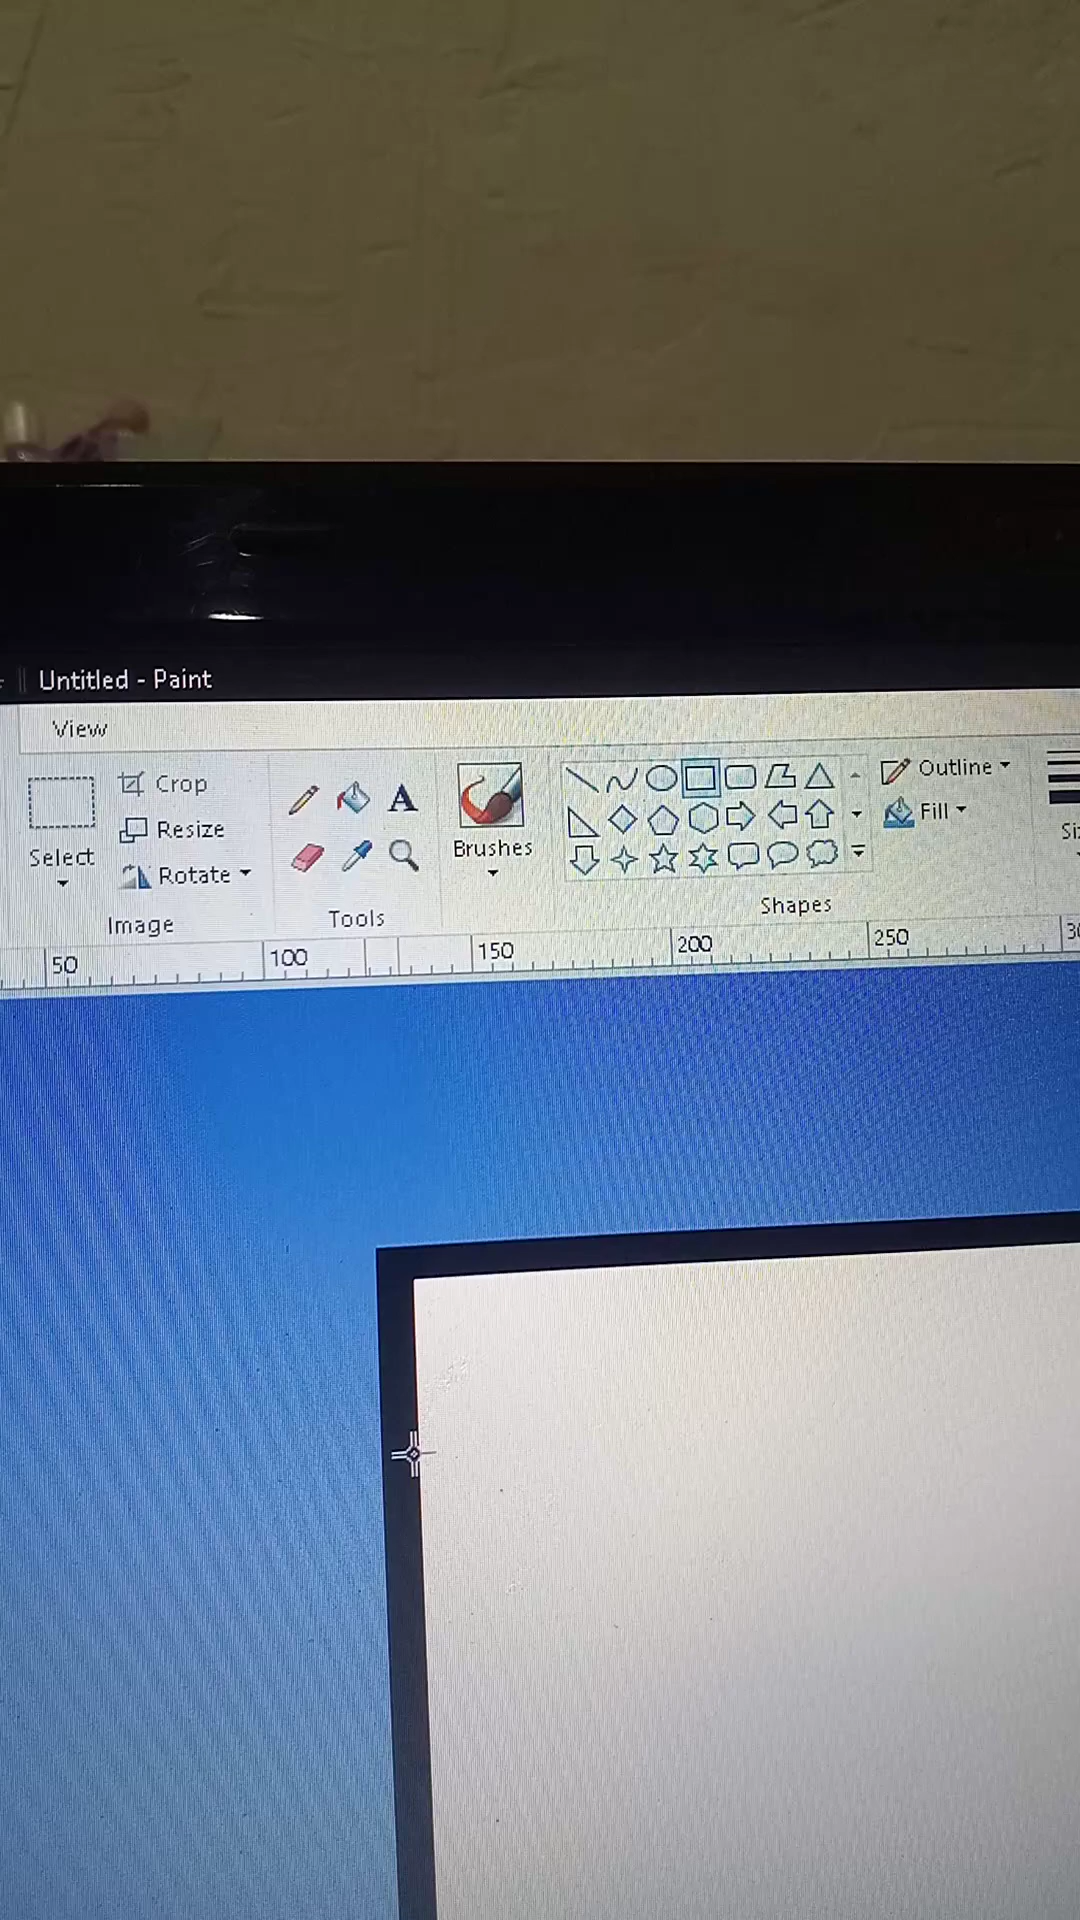 Untitled - Paint
View
Crop
Resize
Rotate
Select
Image
Tools
Brushes
Shapes
Outline
Fill
50 100 150 200 250